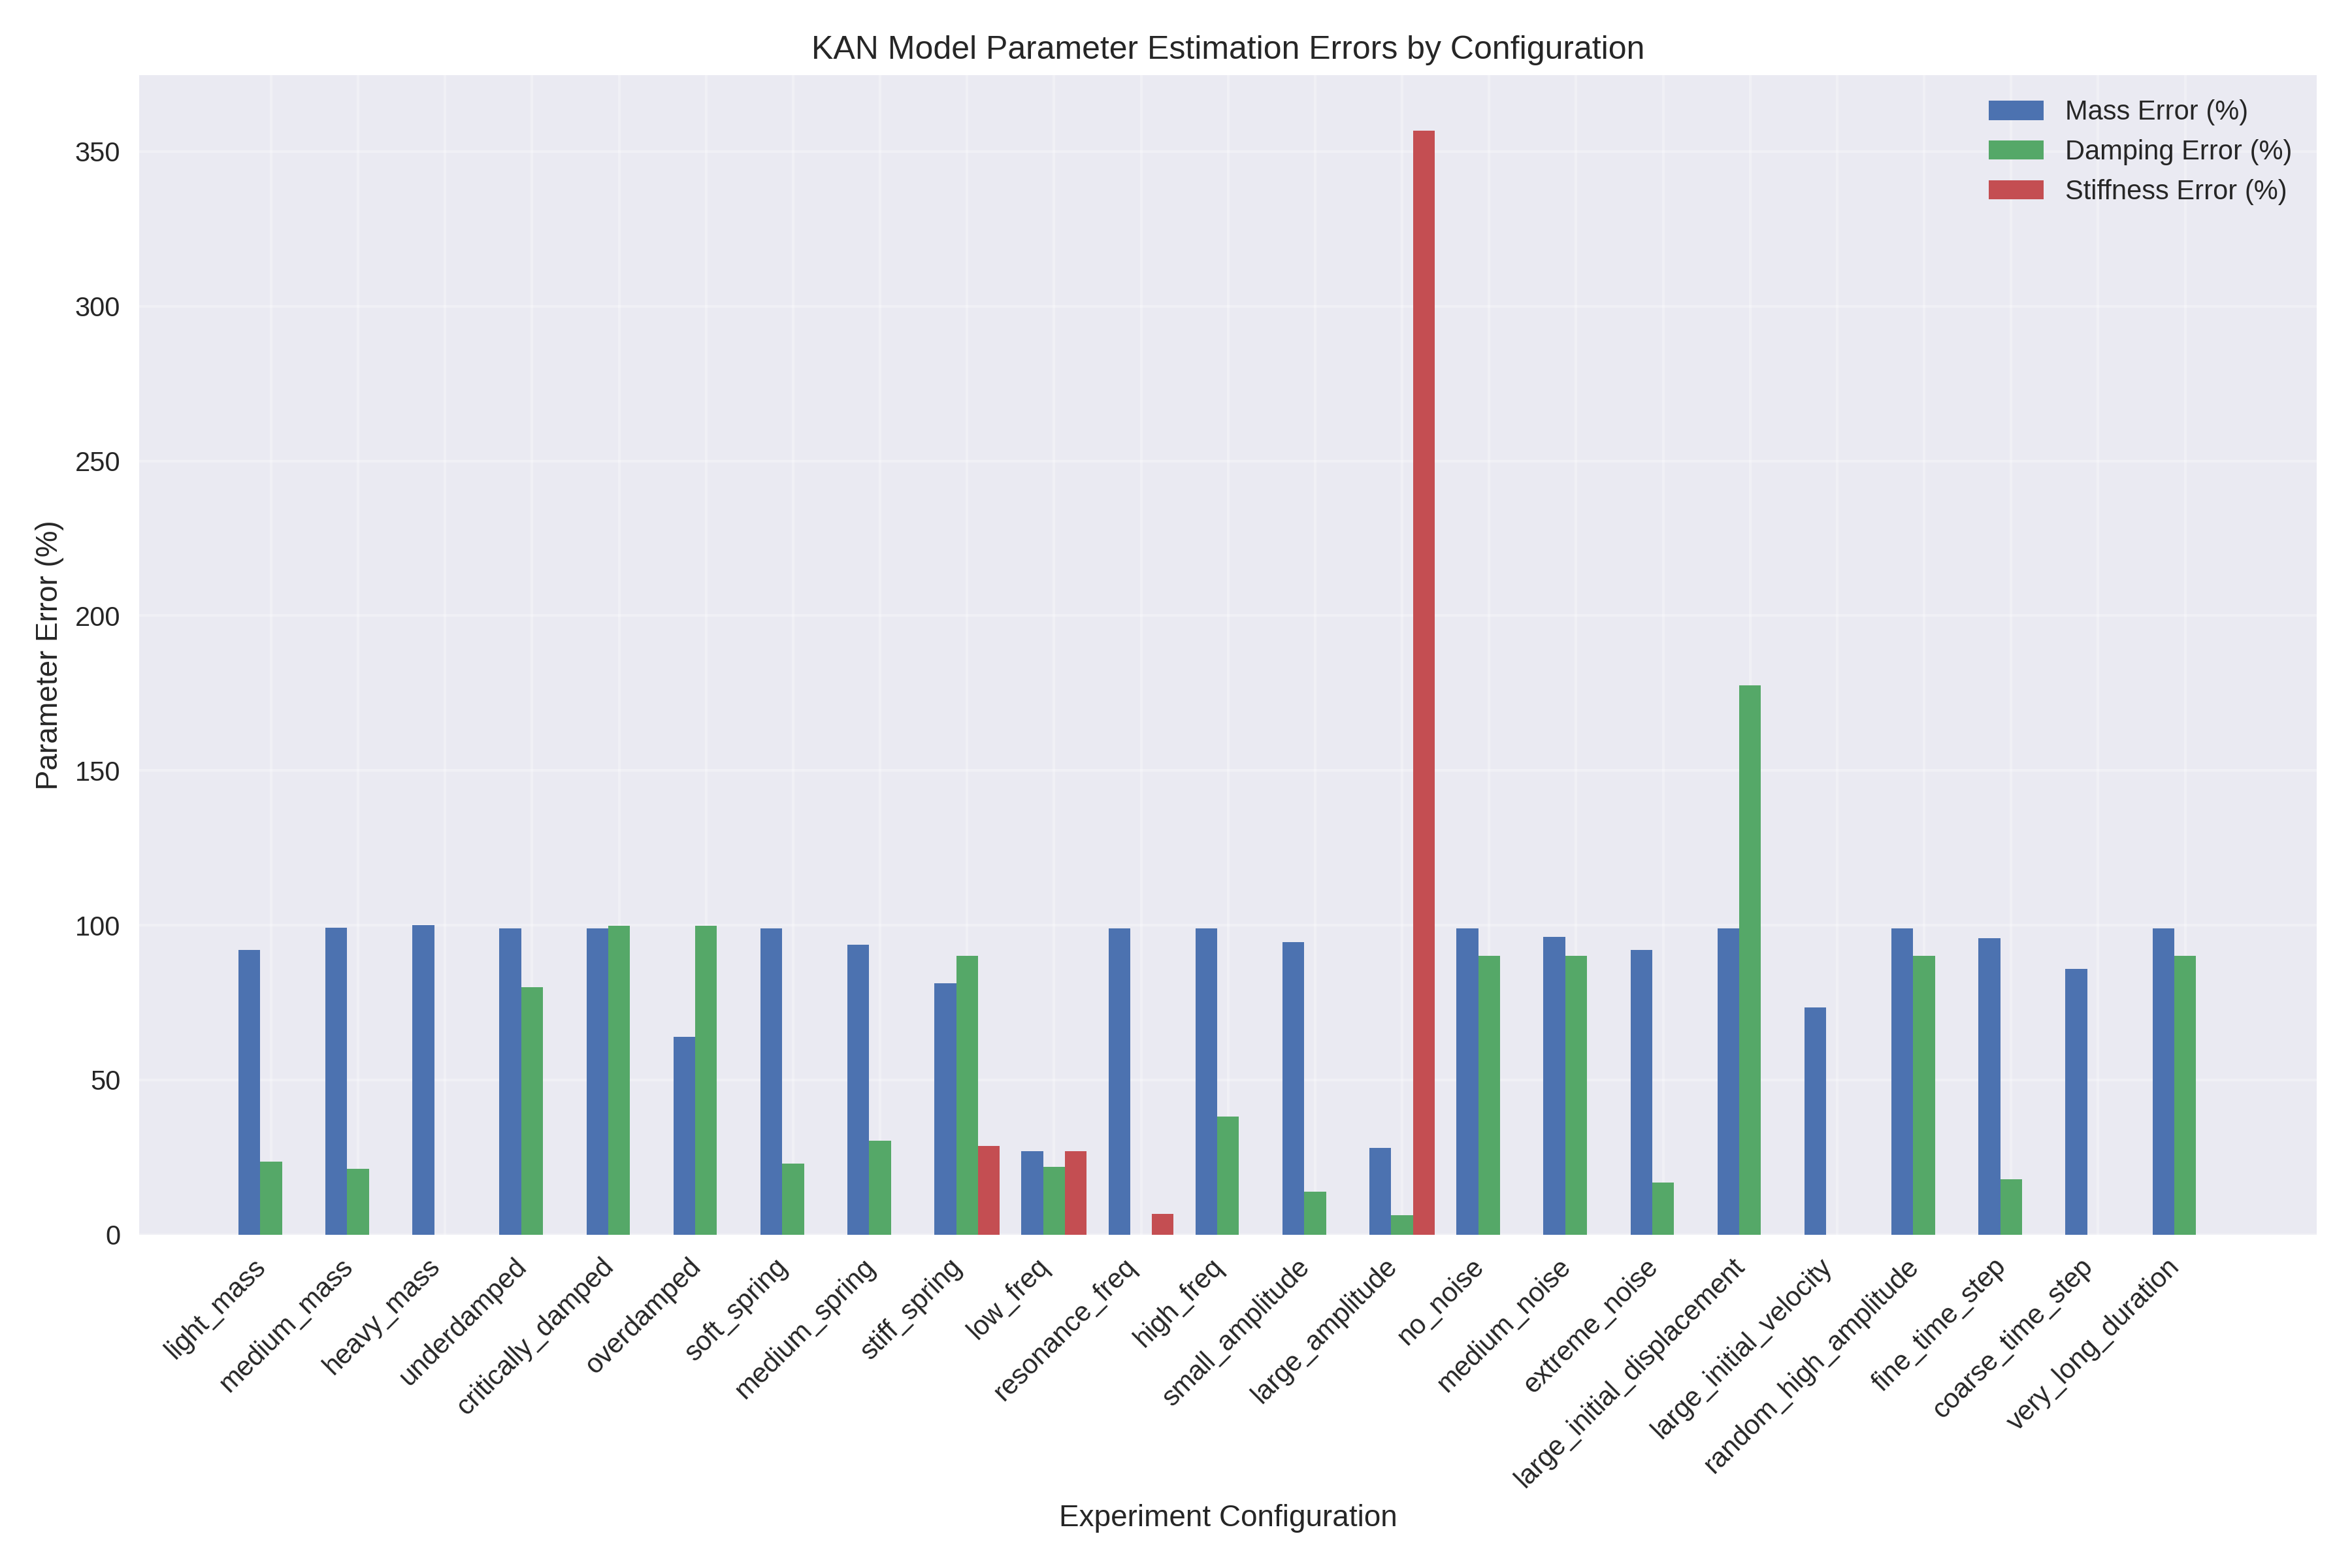 KAN Model Parameter Estimation Errors by Configuration
Mass Error (%)
Damping Error (%)
Stiffness Error (%)
Parameter Error (%)
350
300
250
200
150
100
50
0
light_mass
medium_mass
heavy_mass
underdamped
critically_damped
overdamped
soft_spring
medium_spring
stiff_spring
low_freq
resonance_freq
high_freq
small_amplitude
large_amplitude
no_noise
medium_noise
extreme_noise
large_initial_displacement
large_initial_velocity
random_high_amplitude
fine_time_step
coarse_time_step
very_long_duration
Experiment Configuration